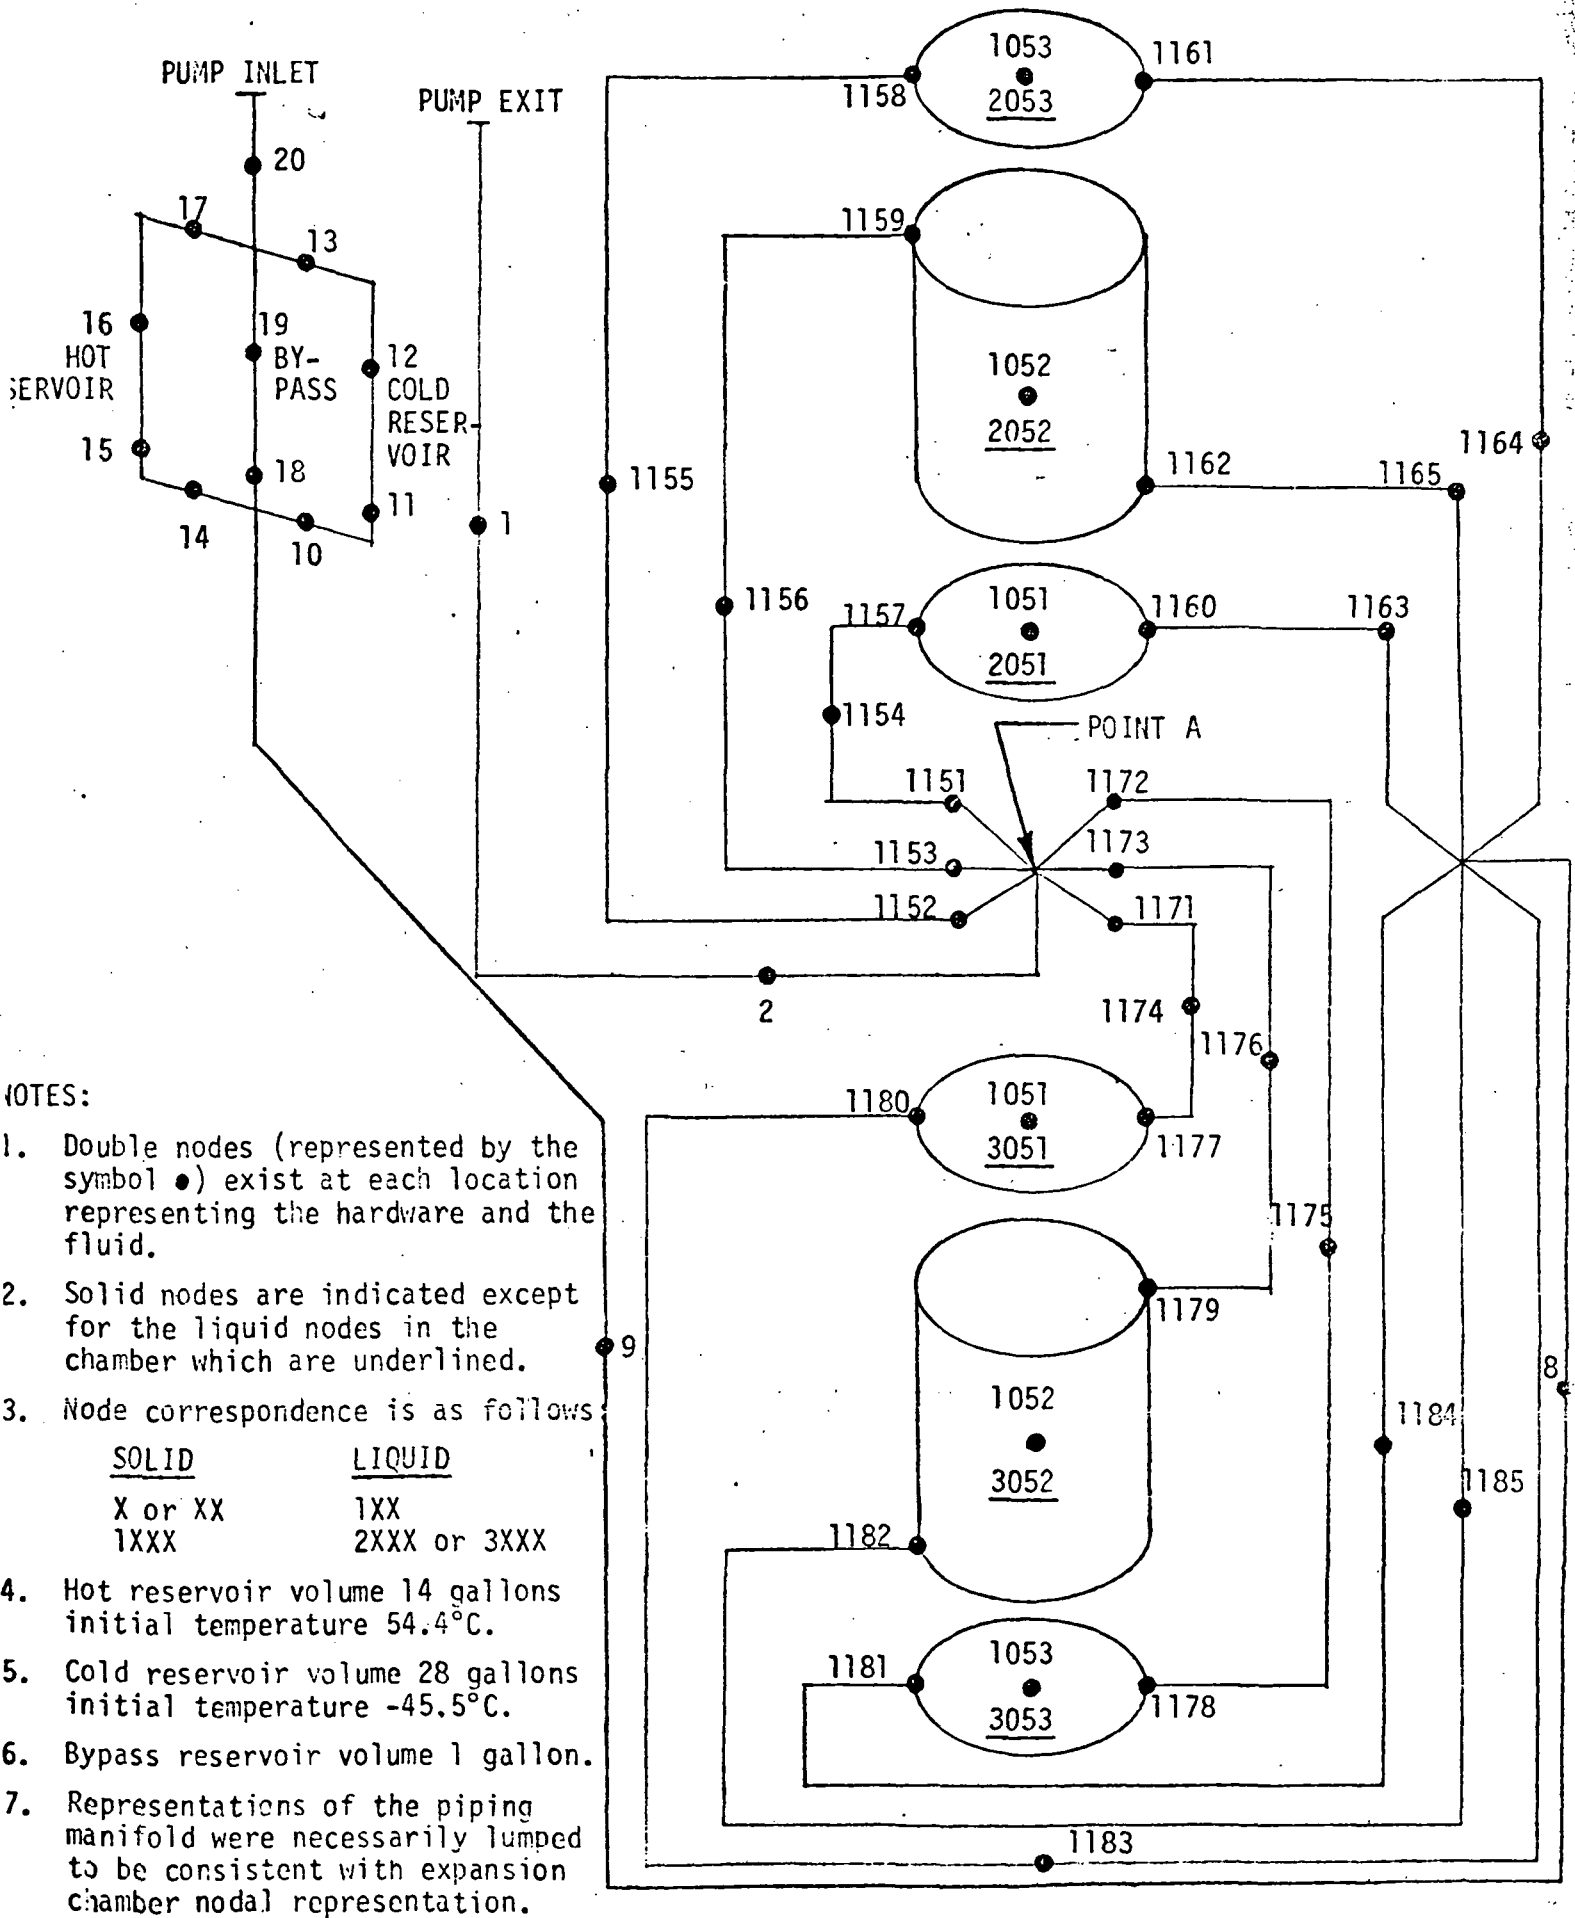 PUMP INLET
PUMP EXIT
20
17
13
16
HOT
SERVOIR
19
BY-
PASS
12
COLD
RESER-
VOIR
15
18
11
14
10
1
1053
2053
1158
1161
1159
1052
2052
1162
1165
1164
1155
1156
1157
1051
2051
1160
1163
1154
POINT A
1151
1172
1153
1173
1152
1171
2
1174
1176
1180
1051
3051
1177
1175
1179
9
1052
3052
8
1184
1185
1182
1181
1053
3053
1178
1183
NOTES:
1. Double nodes (represented by the
symbol ●) exist at each location
representing the hardware and the
fluid.
2. Solid nodes are indicated except
for the liquid nodes in the
chamber which are underlined.
3. Node correspondence is as follows:
SOLID LIQUID
X or XX 1XX
1XXX 2XXX or 3XXX
4. Hot reservoir volume 14 gallons
initial temperature 54.4°C.
5. Cold reservoir volume 28 gallons
initial temperature -45.5°C.
6. Bypass reservoir volume 1 gallon.
7. Representations of the piping
manifold were necessarily lumped
to be consistent with expansion
chamber nodal representation.